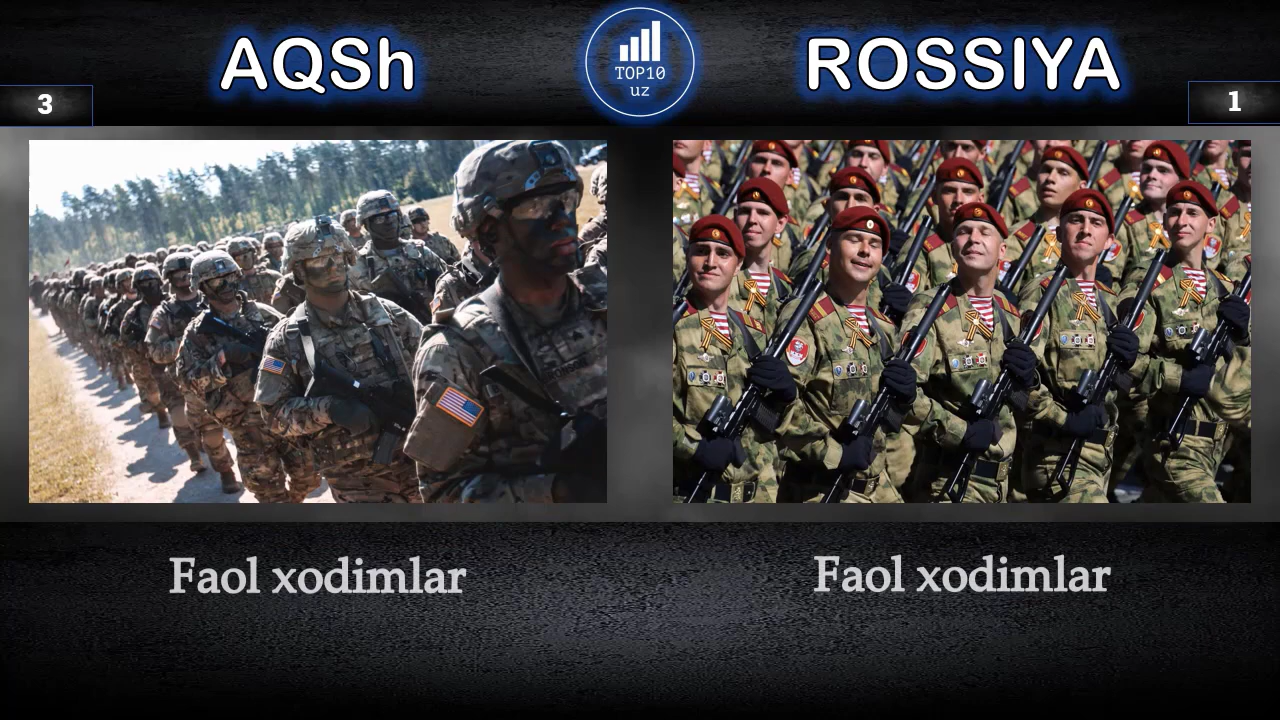 AQSh
TOP10
uz
ROSSIYA
3
1
Faol xodimlar
Faol xodimlar